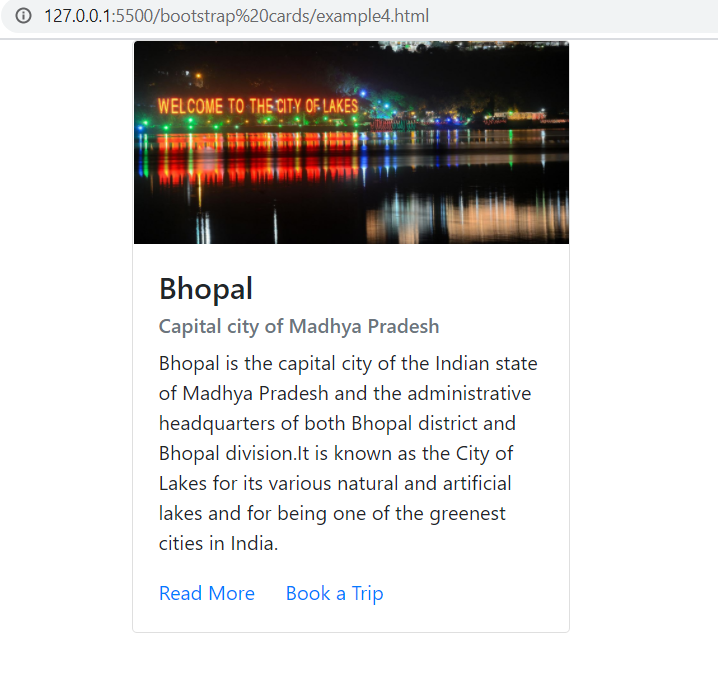 127.0.0.1:5500/bootstrap%20cards/example4.html
WELCOME TO THE CITY OF LAKES
Bhopal
Capital city of Madhya Pradesh
Bhopal is the capital city of the Indian state
of Madhya Pradesh and the administrative
headquarters of both Bhopal district and
Bhopal division.It is known as the City of
Lakes for its various natural and artificial
lakes and for being one of the greenest
cities in India.
Read More Book a Trip